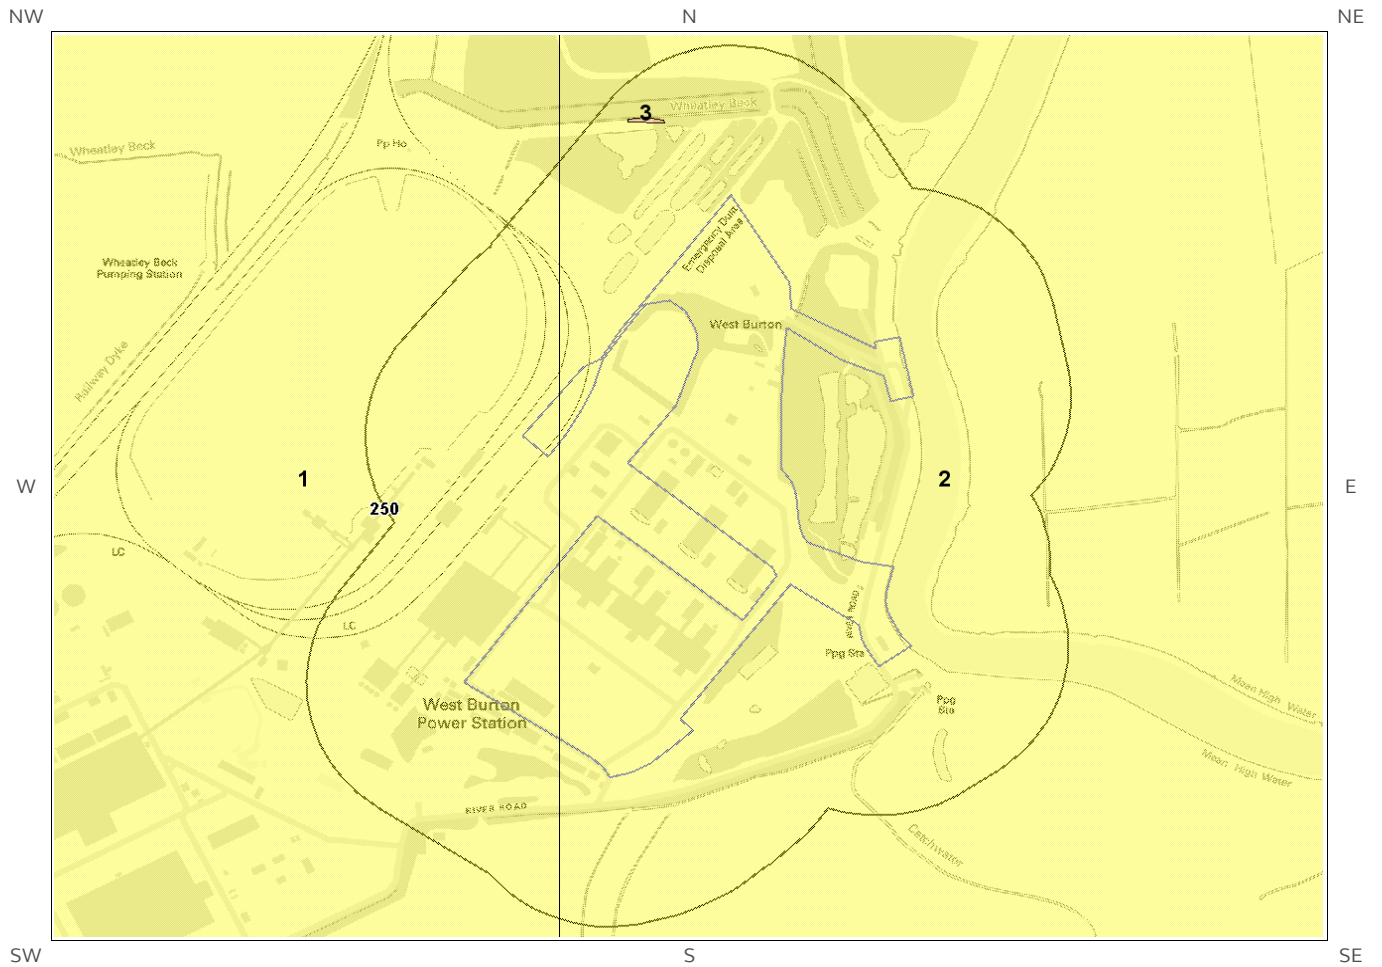 NW
N
NE
3
Wheatley Beck
Wheatley Beck
Pp Ho
Emergency Dust
Disposal Area
Wheatley Beck
Pumping Station
West Burton
Railway Dyke
W
1
2
E
250
LC
RIVER ROAD
LC
Ppg Sta
Mean High Water
West Burton
Power Station
Ppg
Sta
Mean High Water
RIVER ROAD
Catchwater
SW
S
SE